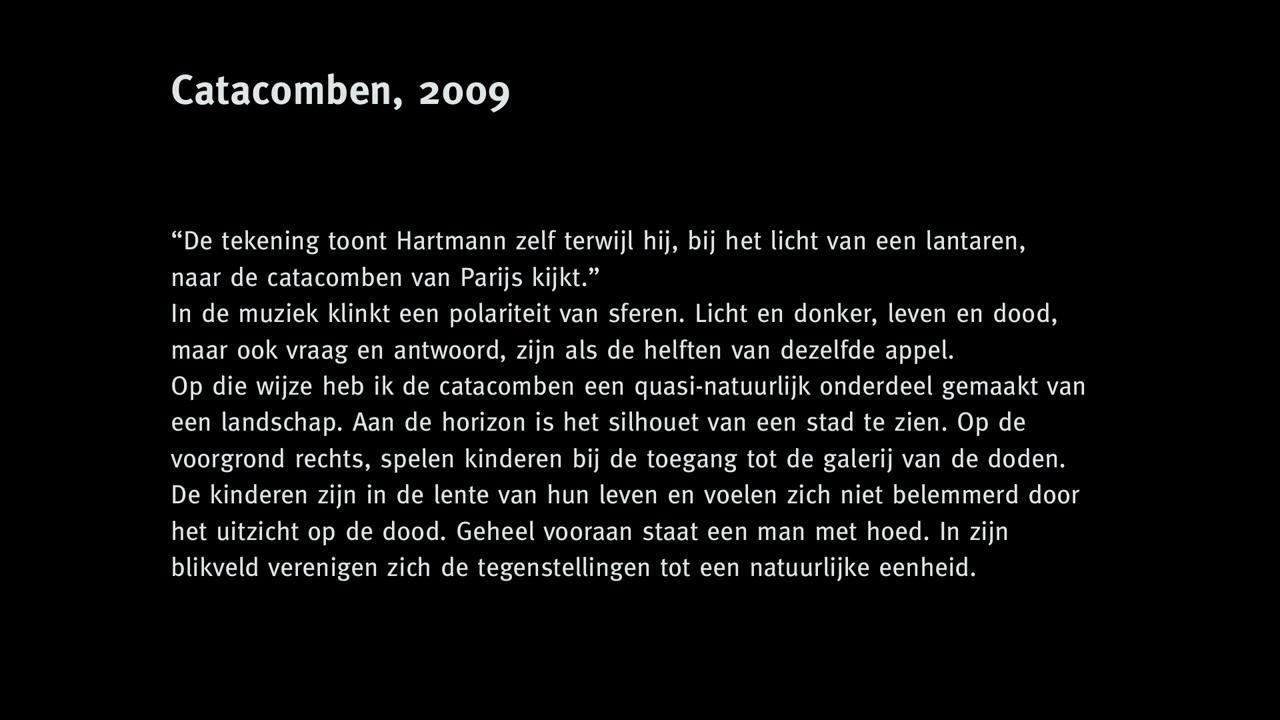 Catacomben, 2009
“De tekening toont Hartmann zelf terwijl hij, bij het licht van een lantaren,
naar de catacomben van Parijs kijkt.”
In de muziek klinkt een polariteit van sferen. Licht en donker, leven en dood,
maar ook vraag en antwoord, zijn als de helften van dezelfde appel.
Op die wijze heb ik de catacomben een quasi-natuurlijk onderdeel gemaakt van
een landschap. Aan de horizon is het silhouet van een stad te zien. Op de
voorgrond rechts, spelen kinderen bij de toegang tot de galerij van de doden.
De kinderen zijn in de lente van hun leven en voelen zich niet belemmerd door
het uitzicht op de dood. Geheel vooraan staat een man met hoed. In zijn
blikveld verenigen zich de tegenstellingen tot een natuurlijke eenheid.